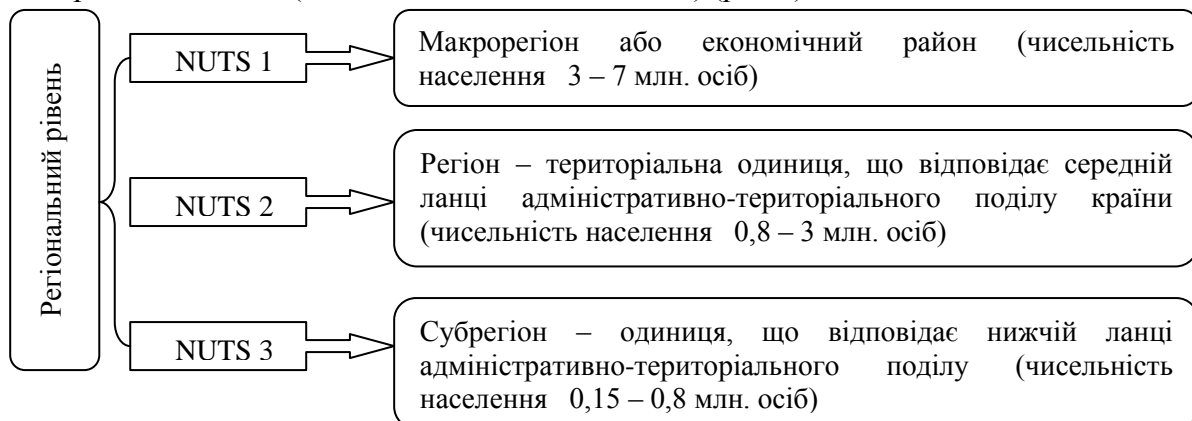 Регіональний рівень
NUTS 1
Макрорегіон або економічний район (чисельність
населення 3 – 7 млн. осіб)
NUTS 2
Регіон – територіальна одиниця, що відповідає середній
ланці адміністративно-територіального поділу країни
(чисельність населення 0,8 – 3 млн. осіб)
NUTS 3
Субрегіон – одиниця, що відповідає нижчій ланці
адміністративно-територіального поділу (чисельність
населення 0,15 – 0,8 млн. осіб)